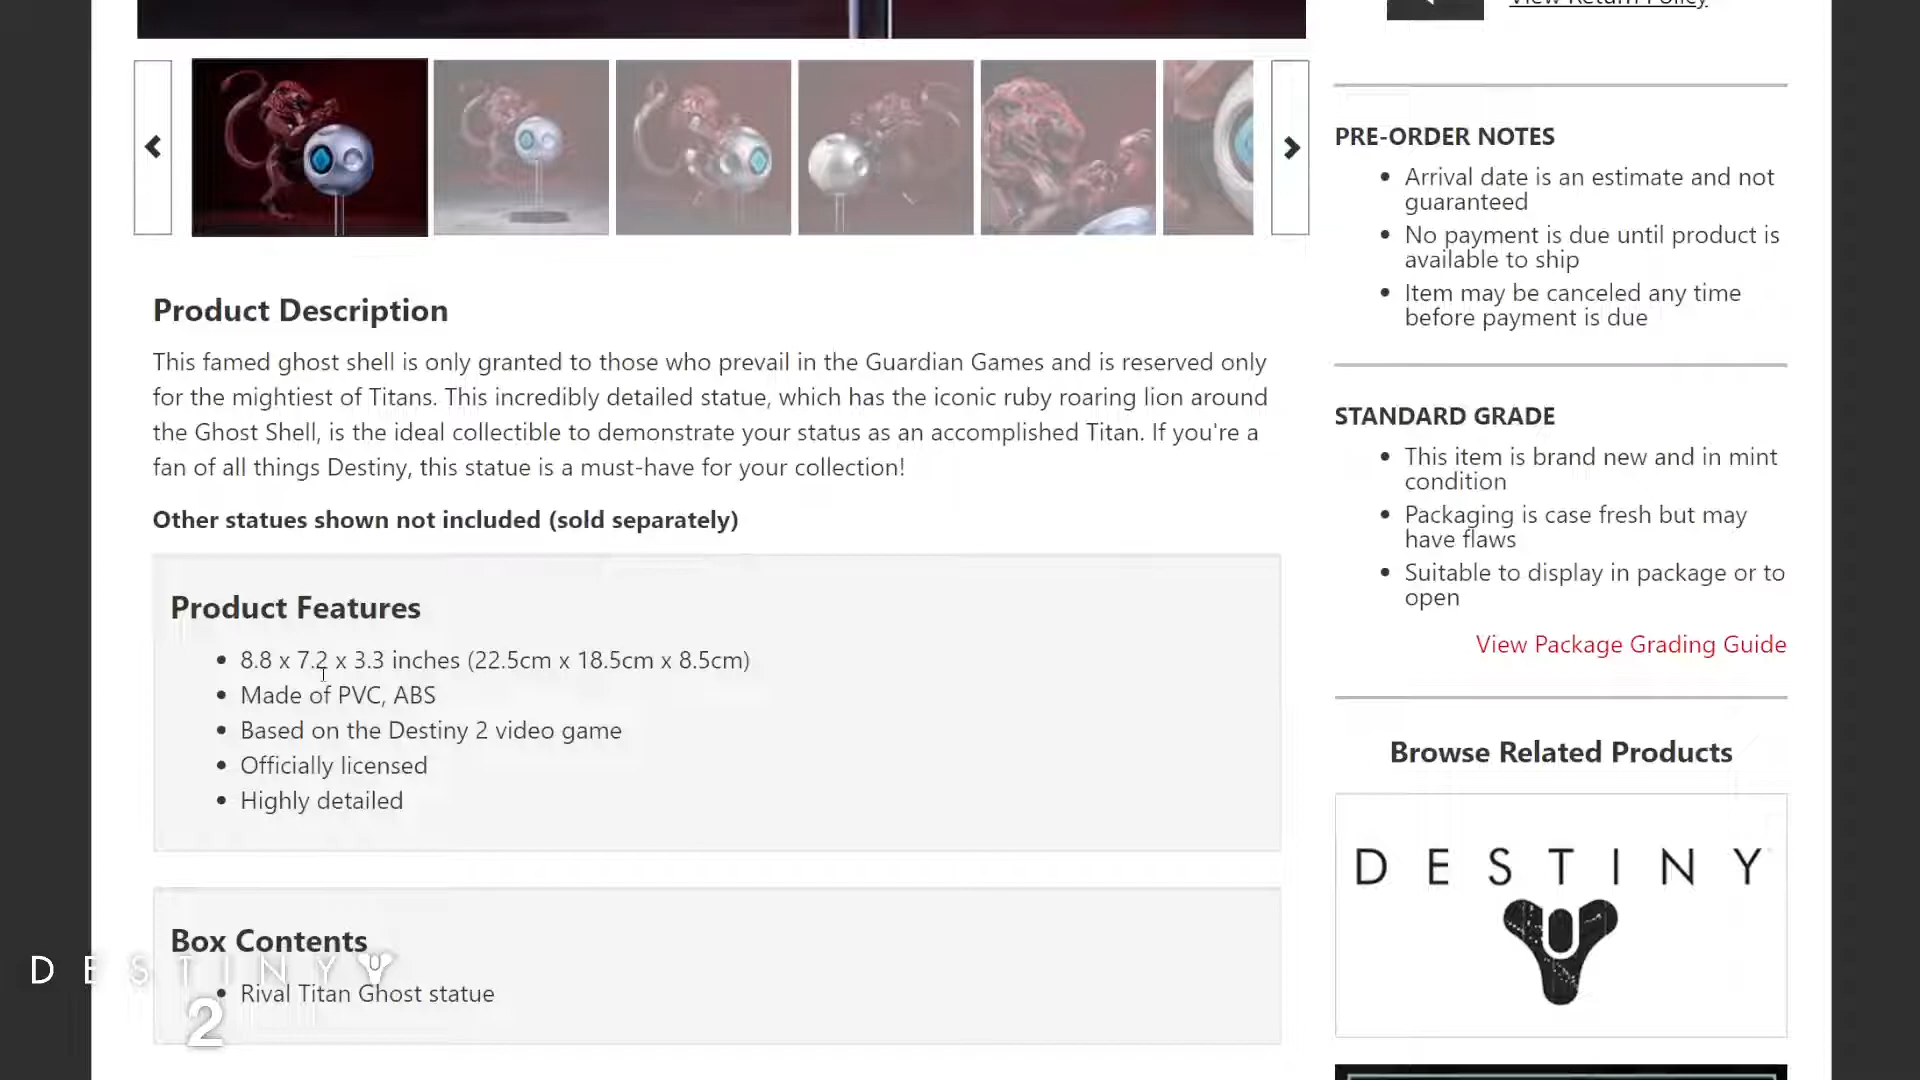 View Return Policy
PRE-ORDER NOTES
• Arrival date is an estimate and not
guaranteed
• No payment is due until product is
available to ship
• Item may be canceled any time
before payment is due
Product Description
This famed ghost shell is only granted to those who prevail in the Guardian Games and is reserved only
for the mightiest of Titans. This incredibly detailed statue, which has the iconic ruby roaring lion around
the Ghost Shell, is the ideal collectible to demonstrate your status as an accomplished Titan. If you're a
fan of all things Destiny, this statue is a must-have for your collection!
Other statues shown not included (sold separately)
Product Features
• 8.8 x 7.2 x 3.3 inches (22.5cm x 18.5cm x 8.5cm)
• Made of PVC, ABS
• Based on the Destiny 2 video game
• Officially licensed
• Highly detailed
Box Contents
• Rival Titan Ghost statue
STANDARD GRADE
• This item is brand new and in mint
condition
• Packaging is case fresh but may
have flaws
• Suitable to display in package or to
open
View Package Grading Guide
Browse Related Products
DESTINY
DESTINY
2